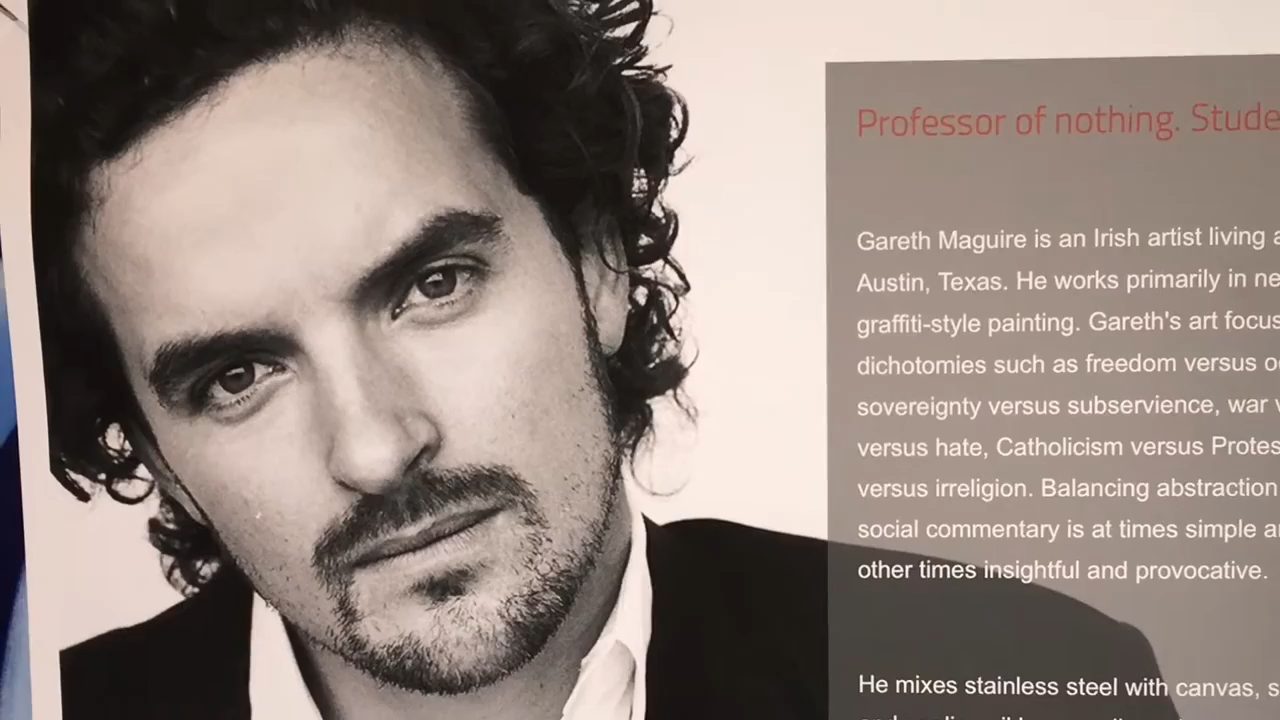 Professor of nothing. Stude
Gareth Maguire is an Irish artist living a
Austin, Texas. He works primarily in ne
graffiti-style painting. Gareth's art focus
dichotomies such as freedom versus o
sovereignty versus subservience, war v
versus hate, Catholicism versus Protes
versus irreligion. Balancing abstraction
social commentary is at times simple a
other times insightful and provocative.
He mixes stainless steel with canvas, s